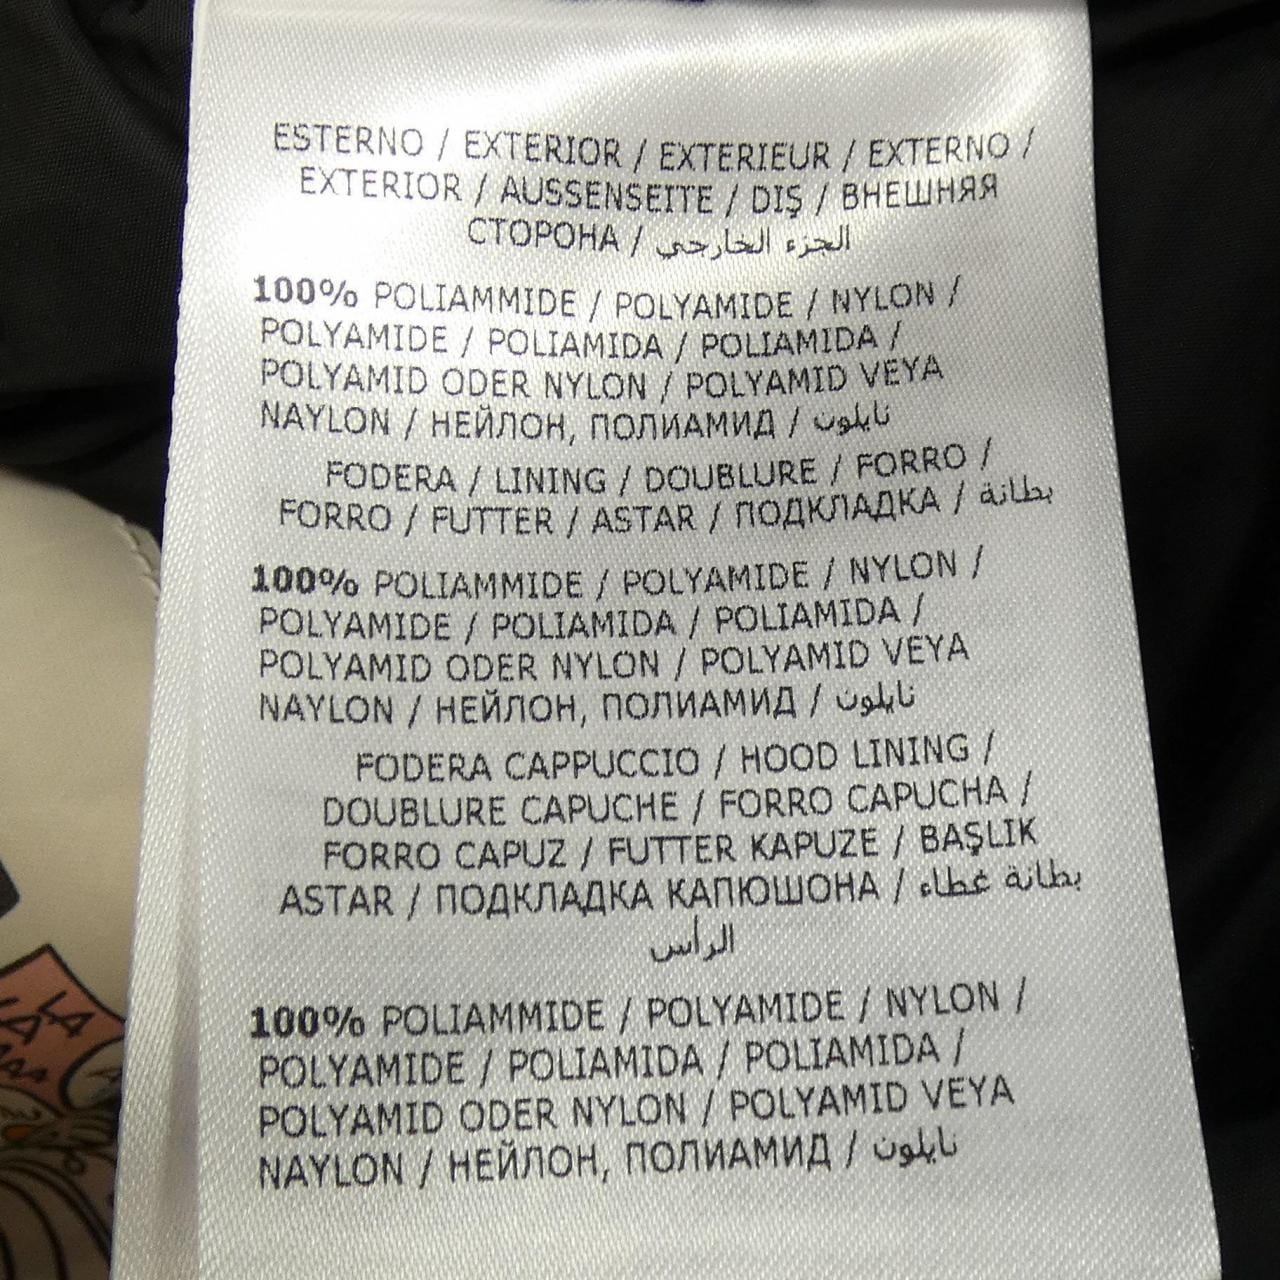 ESTERNO / EXTERIOR / EXTERIEUR / EXTERNO /
EXTERIOR / AUSSENSEITE / DIŞ / ВНЕШНЯЯ
СТОРОНА / الجزء الخارجي
100% POLIAMMIDE / POLYAMIDE / NYLON /
POLYAMIDE / POLIAMIDA / POLIAMIDA /
POLYAMID ODER NYLON / POLYAMID VEYA
NAYLON / НЕЙЛОН, ПОЛИАМИД / نايلون
FODERA / LINING / DOUBLURE / FORRO /
FORRO / FUTTER / ASTAR / ПОДКЛАДКА / بطانة
100% POLIAMMIDE / POLYAMIDE / NYLON /
POLYAMIDE / POLIAMIDA / POLIAMIDA /
POLYAMID ODER NYLON / POLYAMID VEYA
NAYLON / НЕЙЛОН, ПОЛИАМИД / نايلون
FODERA CAPPUCCIO / HOOD LINING /
DOUBLURE CAPUCHE / FORRO CAPUCHA /
FORRO CAPUZ / FUTTER KAPUZE / BAŞLIK
ASTAR / ПОДКЛАДКА КАПЮШОНА / بطانة غطاء
الرأس
100% POLIAMMIDE / POLYAMIDE / NYLON /
POLYAMIDE / POLIAMIDA / POLIAMIDA /
POLYAMID ODER NYLON / POLYAMID VEYA
NAYLON / НЕЙЛОН, ПОЛИАМИД / نايلون
LA